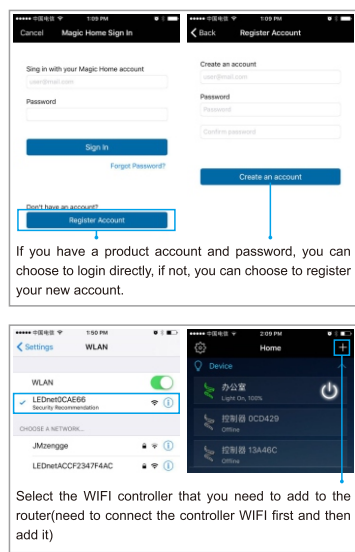 中国电信 1:09 PM
Cancel Magic Home Sign In
Sing in with your Magic Home account
user@mail.com
Password
Sign In
Forgot Password?
Don't have an account?
Register Account
中国电信 1:09 PM
Back Register Account
Create an account
user@mail.com
Password
Password
Confirm password
Create an account
If you have a product account and password, you can
choose to login directly, if not, you can choose to register
your new account.
中国电信 1:50 PM
Settings WLAN
WLAN
LEDnet0CAE66
Security Recommendation
CHOOSE A NETWORK...
JMzengge
LEDnetACCF2347F4AC
中国电信 2:09 PM
Home +
Device
办公室
Light On, 100%
控制器 0CD429
Offline
控制器 13A46C
Offline
Select the WIFI controller that you need to add to the
router(need to connect the controller WIFI first and then
add it)